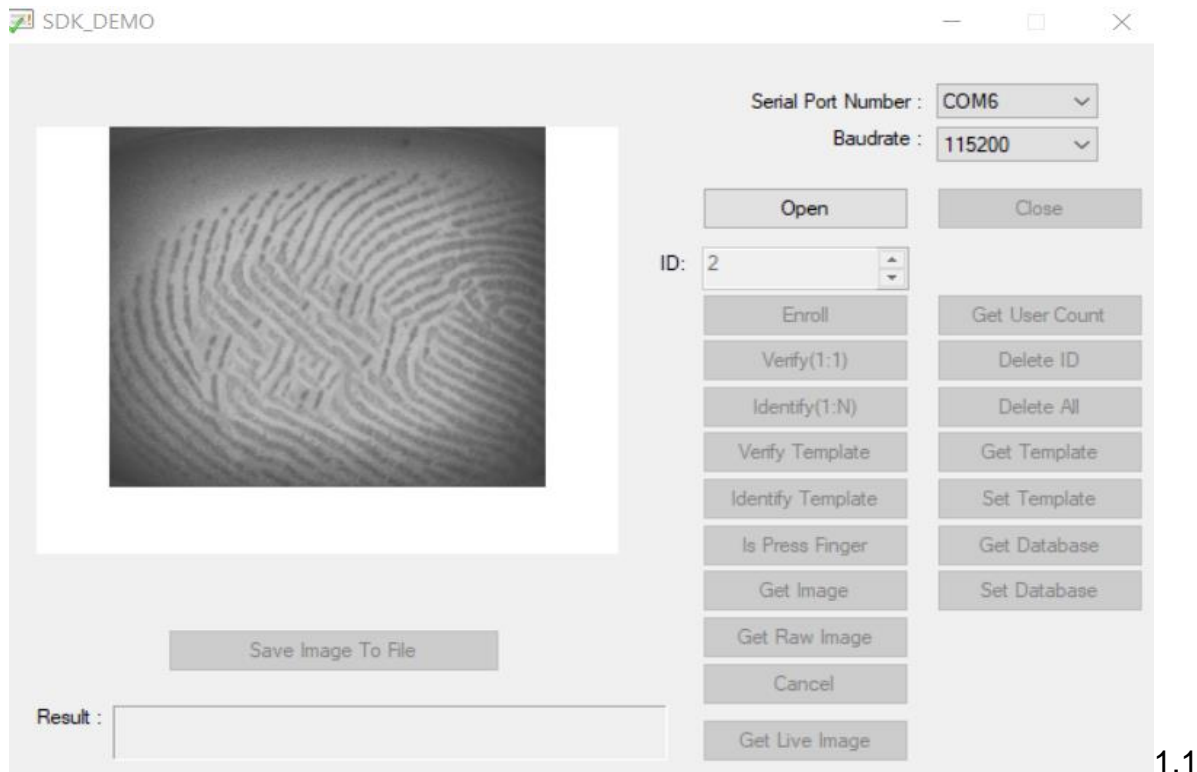 SDK_DEMO
Serial Port Number : COM6
Baudrate : 115200
Open Close
ID: 2
Enroll Get User Count
Verify(1:1) Delete ID
Identify(1:N) Delete All
Verify Template Get Template
Identify Template Set Template
Is Press Finger Get Database
Get Image Set Database
Save Image To File Get Raw Image
Cancel
Result :
Get Live Image
1.1